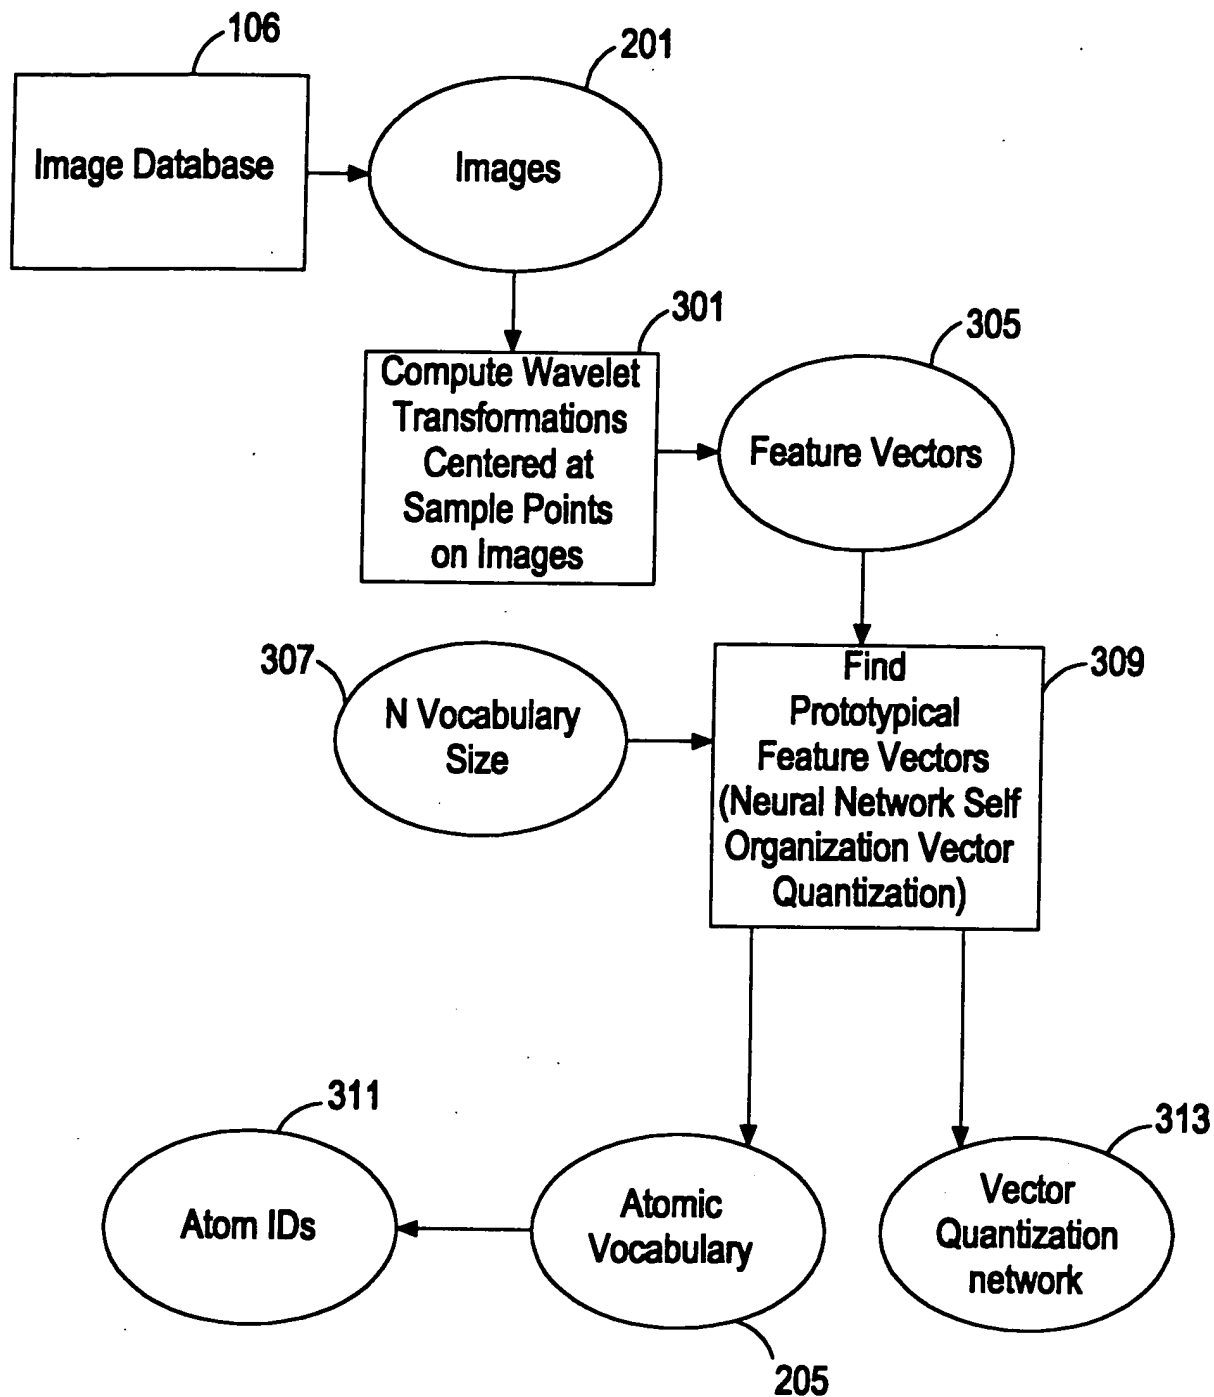 106
201
Image Database
Images
301
305
Compute Wavelet
Transformations
Centered at
Sample Points
on Images
Feature Vectors
307
309
N Vocabulary
Size
Find
Prototypical
Feature Vectors
(Neural Network Self
Organization Vector
Quantization)
311
313
Atom IDs
Atomic
Vocabulary
Vector
Quantization
network
205